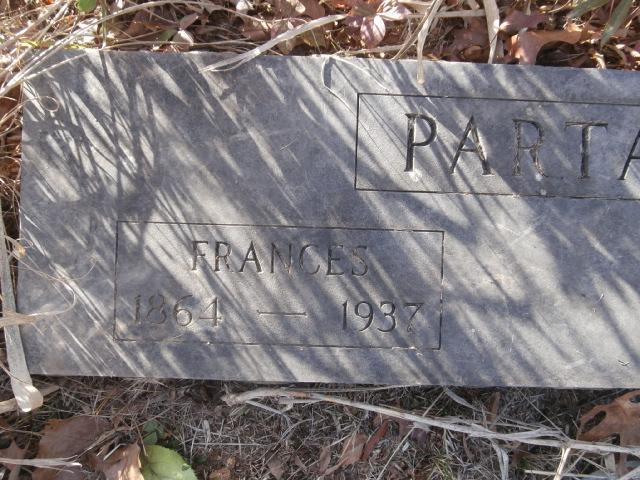 PARTA
FRANCES
1864 — 1937